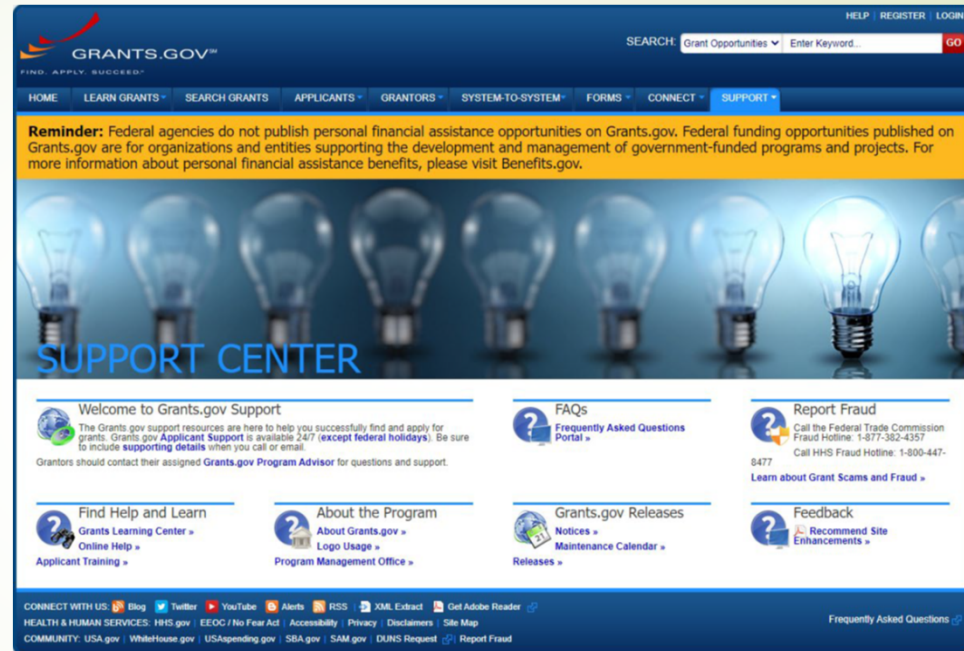 HELP | REGISTER | LOGIN
GRANTS.GOV℠
FIND. APPLY. SUCCEED.℠
SEARCH: Grant Opportunities Enter Keyword... GO
HOME LEARN GRANTS SEARCH GRANTS APPLICANTS GRANTORS SYSTEM-TO-SYSTEM FORMS CONNECT SUPPORT
Reminder: Federal agencies do not publish personal financial assistance opportunities on Grants.gov. Federal funding opportunities published on
Grants.gov are for organizations and entities supporting the development and management of government-funded programs and projects. For
more information about personal financial assistance benefits, please visit Benefits.gov.
SUPPORT CENTER
Welcome to Grants.gov Support
The Grants.gov support resources are here to help you successfully find and apply for
grants. Grants.gov Applicant Support is available 24/7 (except federal holidays). Be sure
to include supporting details when you call or email.
Grantors should contact their assigned Grants.gov Program Advisor for questions and support.
FAQs
Frequently Asked Questions
Portal »
Report Fraud
Call the Federal Trade Commission
Fraud Hotline: 1-877-382-4357
Call HHS Fraud Hotline: 1-800-447-
8477
Learn about Grant Scams and Fraud »
Find Help and Learn
Grants Learning Center »
Online Help »
Applicant Training »
About the Program
About Grants.gov »
Logo Usage »
Program Management Office »
Grants.gov Releases
21
Notices »
Maintenance Calendar »
Releases »
Feedback
Recommend Site
Enhancements »
CONNECT WITH US: Blog Twitter YouTube Alerts RSS | XML Extract Get Adobe Reader
HEALTH & HUMAN SERVICES: HHS.gov | EEOC / No Fear Act | Accessibility | Privacy | Disclaimers | Site Map
COMMUNITY: USA.gov | WhiteHouse.gov | USAspending.gov | SBA.gov | SAM.gov | DUNS Request | Report Fraud
Frequently Asked Questions